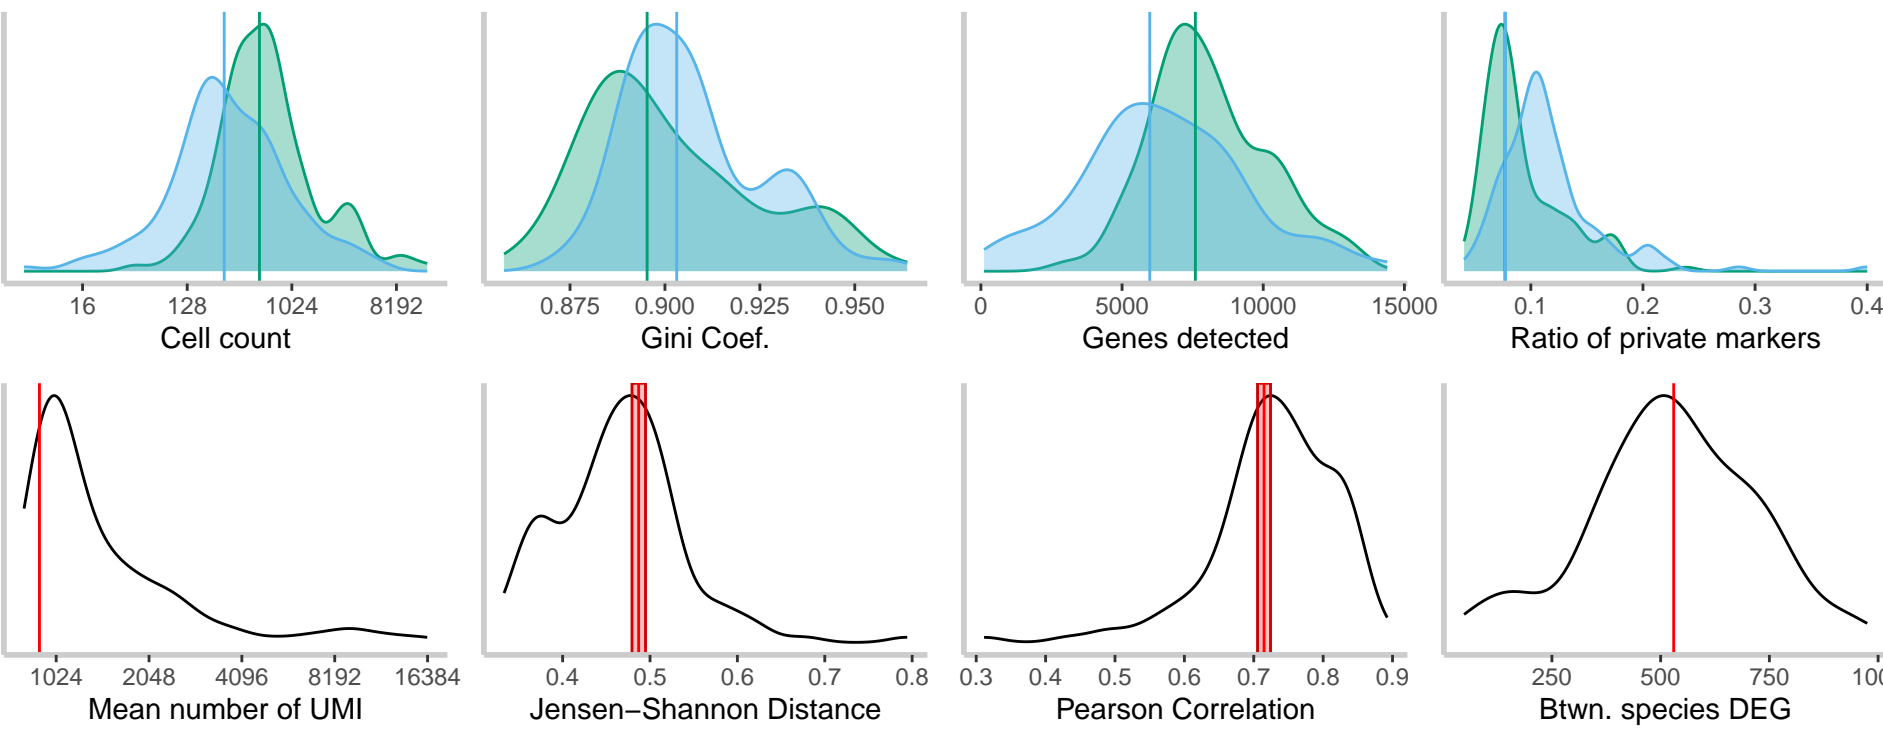 16 128 1024 8192
Cell count
0.875 0.900 0.925 0.950
Gini Coef.
0 5000 10000 14000
Genes detected
0.1 0.2 0.3 0.4
Ratio of private markers
1024 2048 4096 8192 16384
Mean number of UMI
0.4 0.5 0.6 0.7 0.8
Jensen−Shannon Distance
0.3 0.4 0.5 0.6 0.7 0.8 0.9
Pearson Correlation
250 500 750 100
Btwn. species DEG